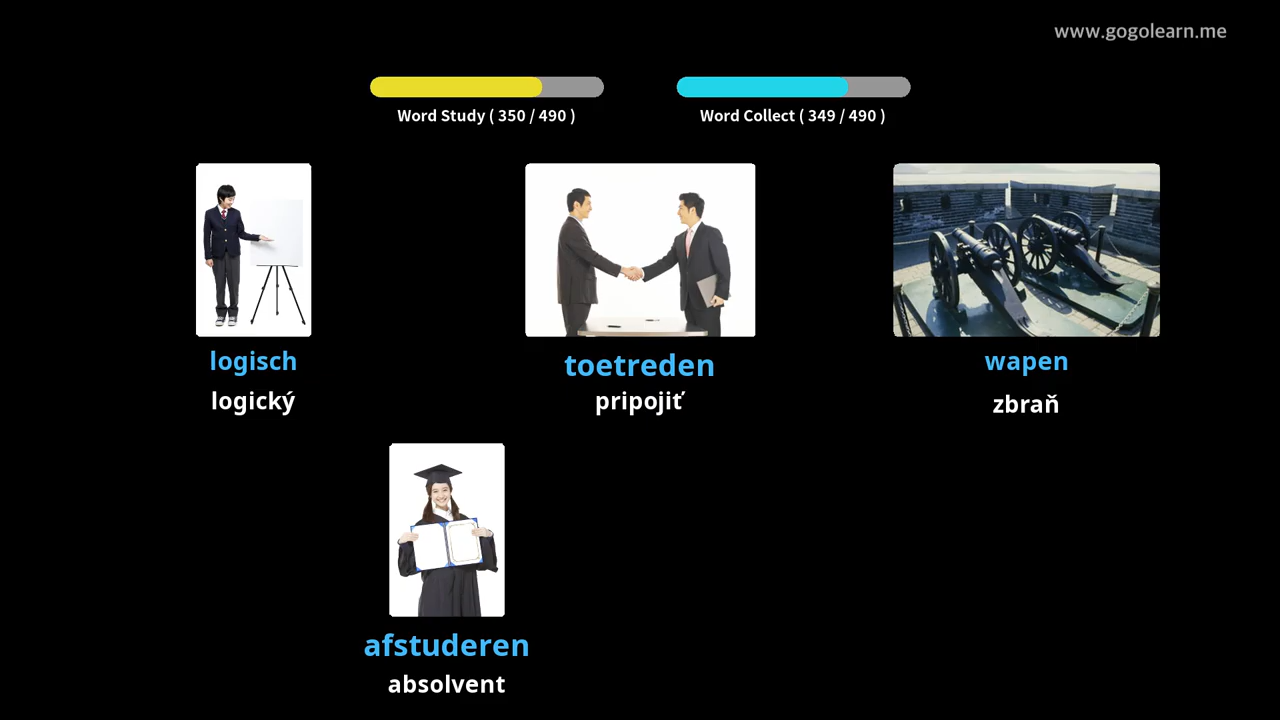 www.gogolearn.me
Word Study ( 350 / 490 )
Word Collect ( 349 / 490 )
logisch
logický
toetreden
pripojiť
wapen
zbraň
afstuderen
absolvent